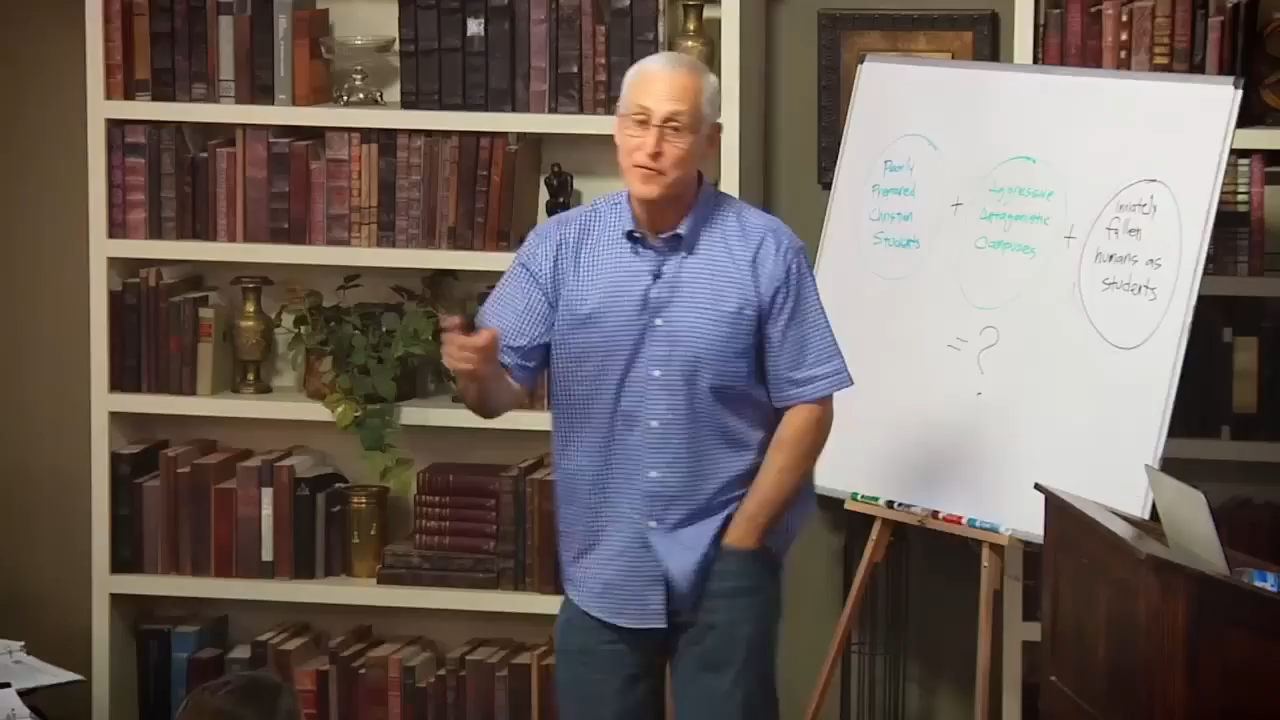 Poorly
Prepared
Christian
Students
+
Aggressive
Antagonistic
Campuses
+
innately
fallen
humans as
students
= ?